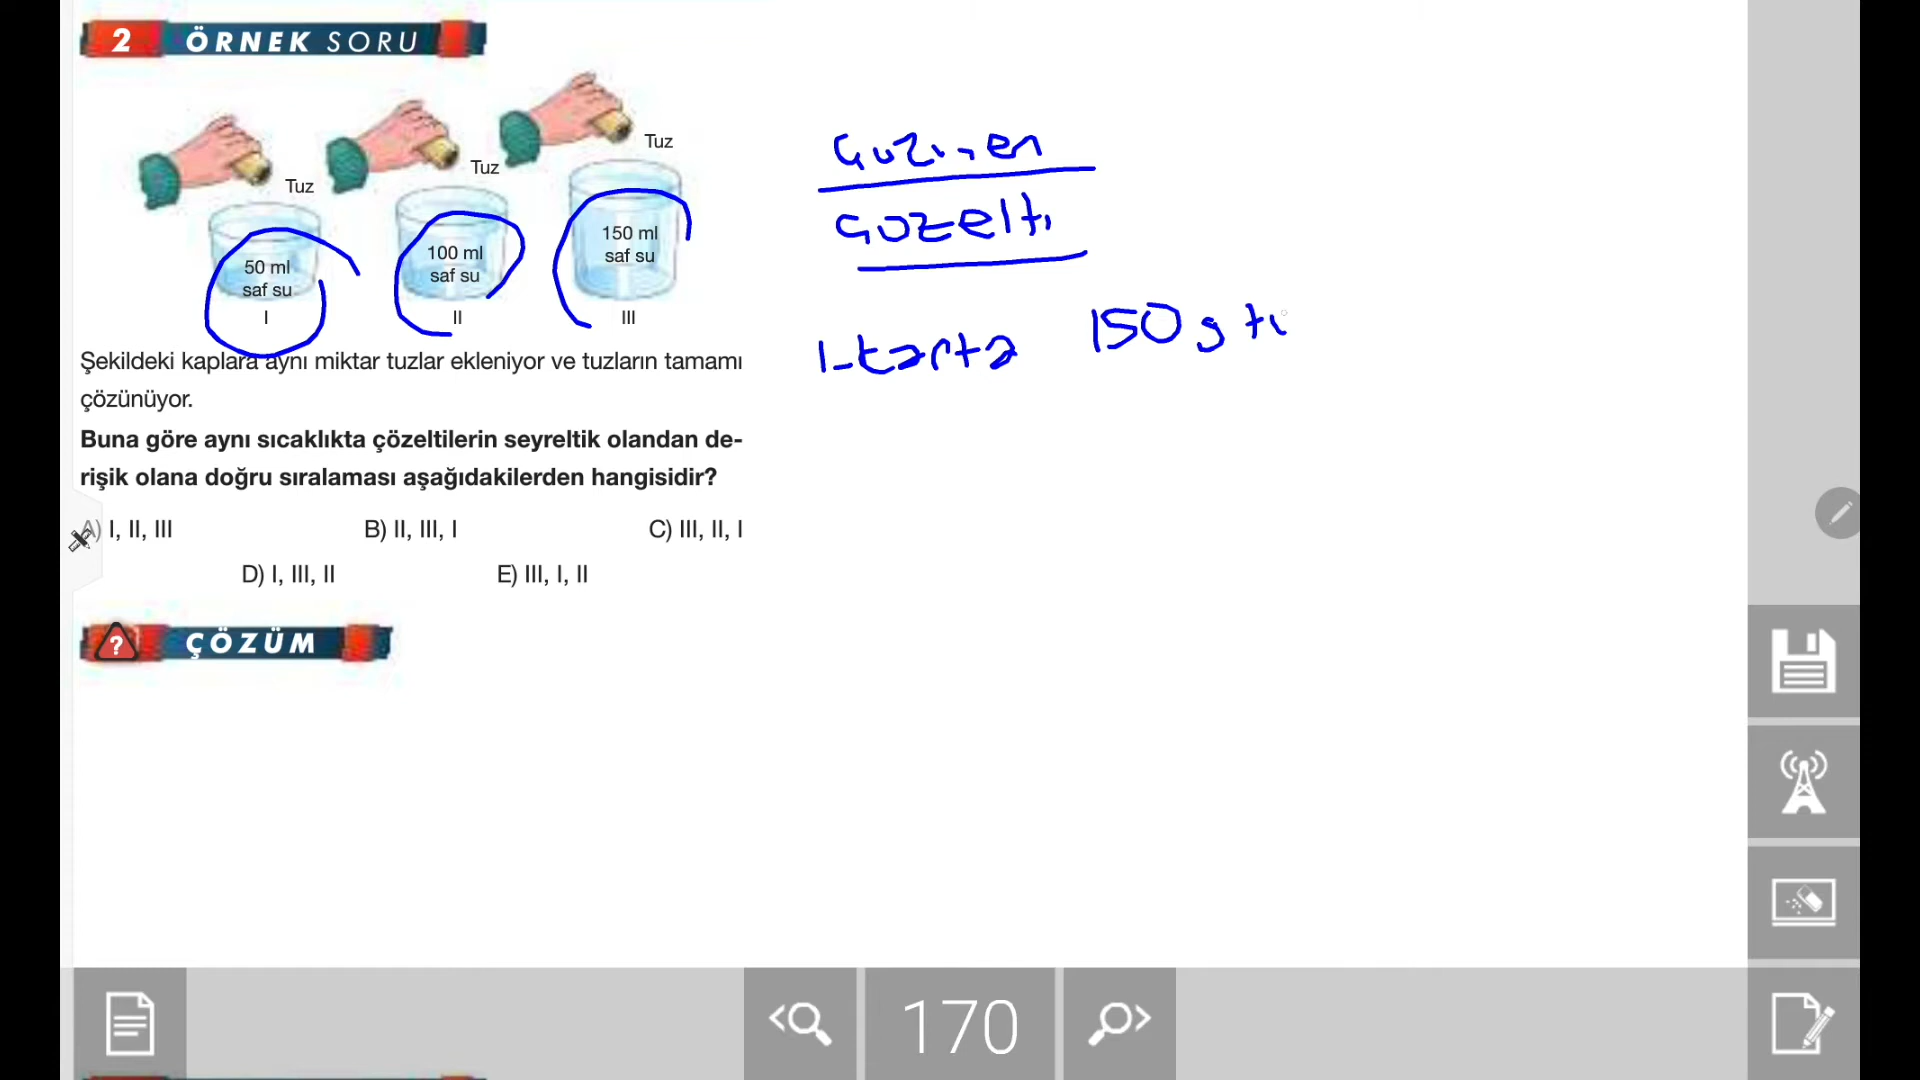 2 ÖRNEK SORU
Tuz
Tuz
Tuz
50 ml
saf su
I
100 ml
saf su
II
150 ml
saf su
III
Şekildeki kaplara aynı miktar tuzlar ekleniyor ve tuzların tamamı
çözünüyor.
Buna göre aynı sıcaklıkta çözeltilerin seyreltik olandan de-
rişik olana doğru sıralaması aşağıdakilerden hangisidir?
A) I, II, III B) II, III, I C) III, II, I
D) I, III, II E) III, I, II
? ÇÖZÜM
çözelti
150 g
170